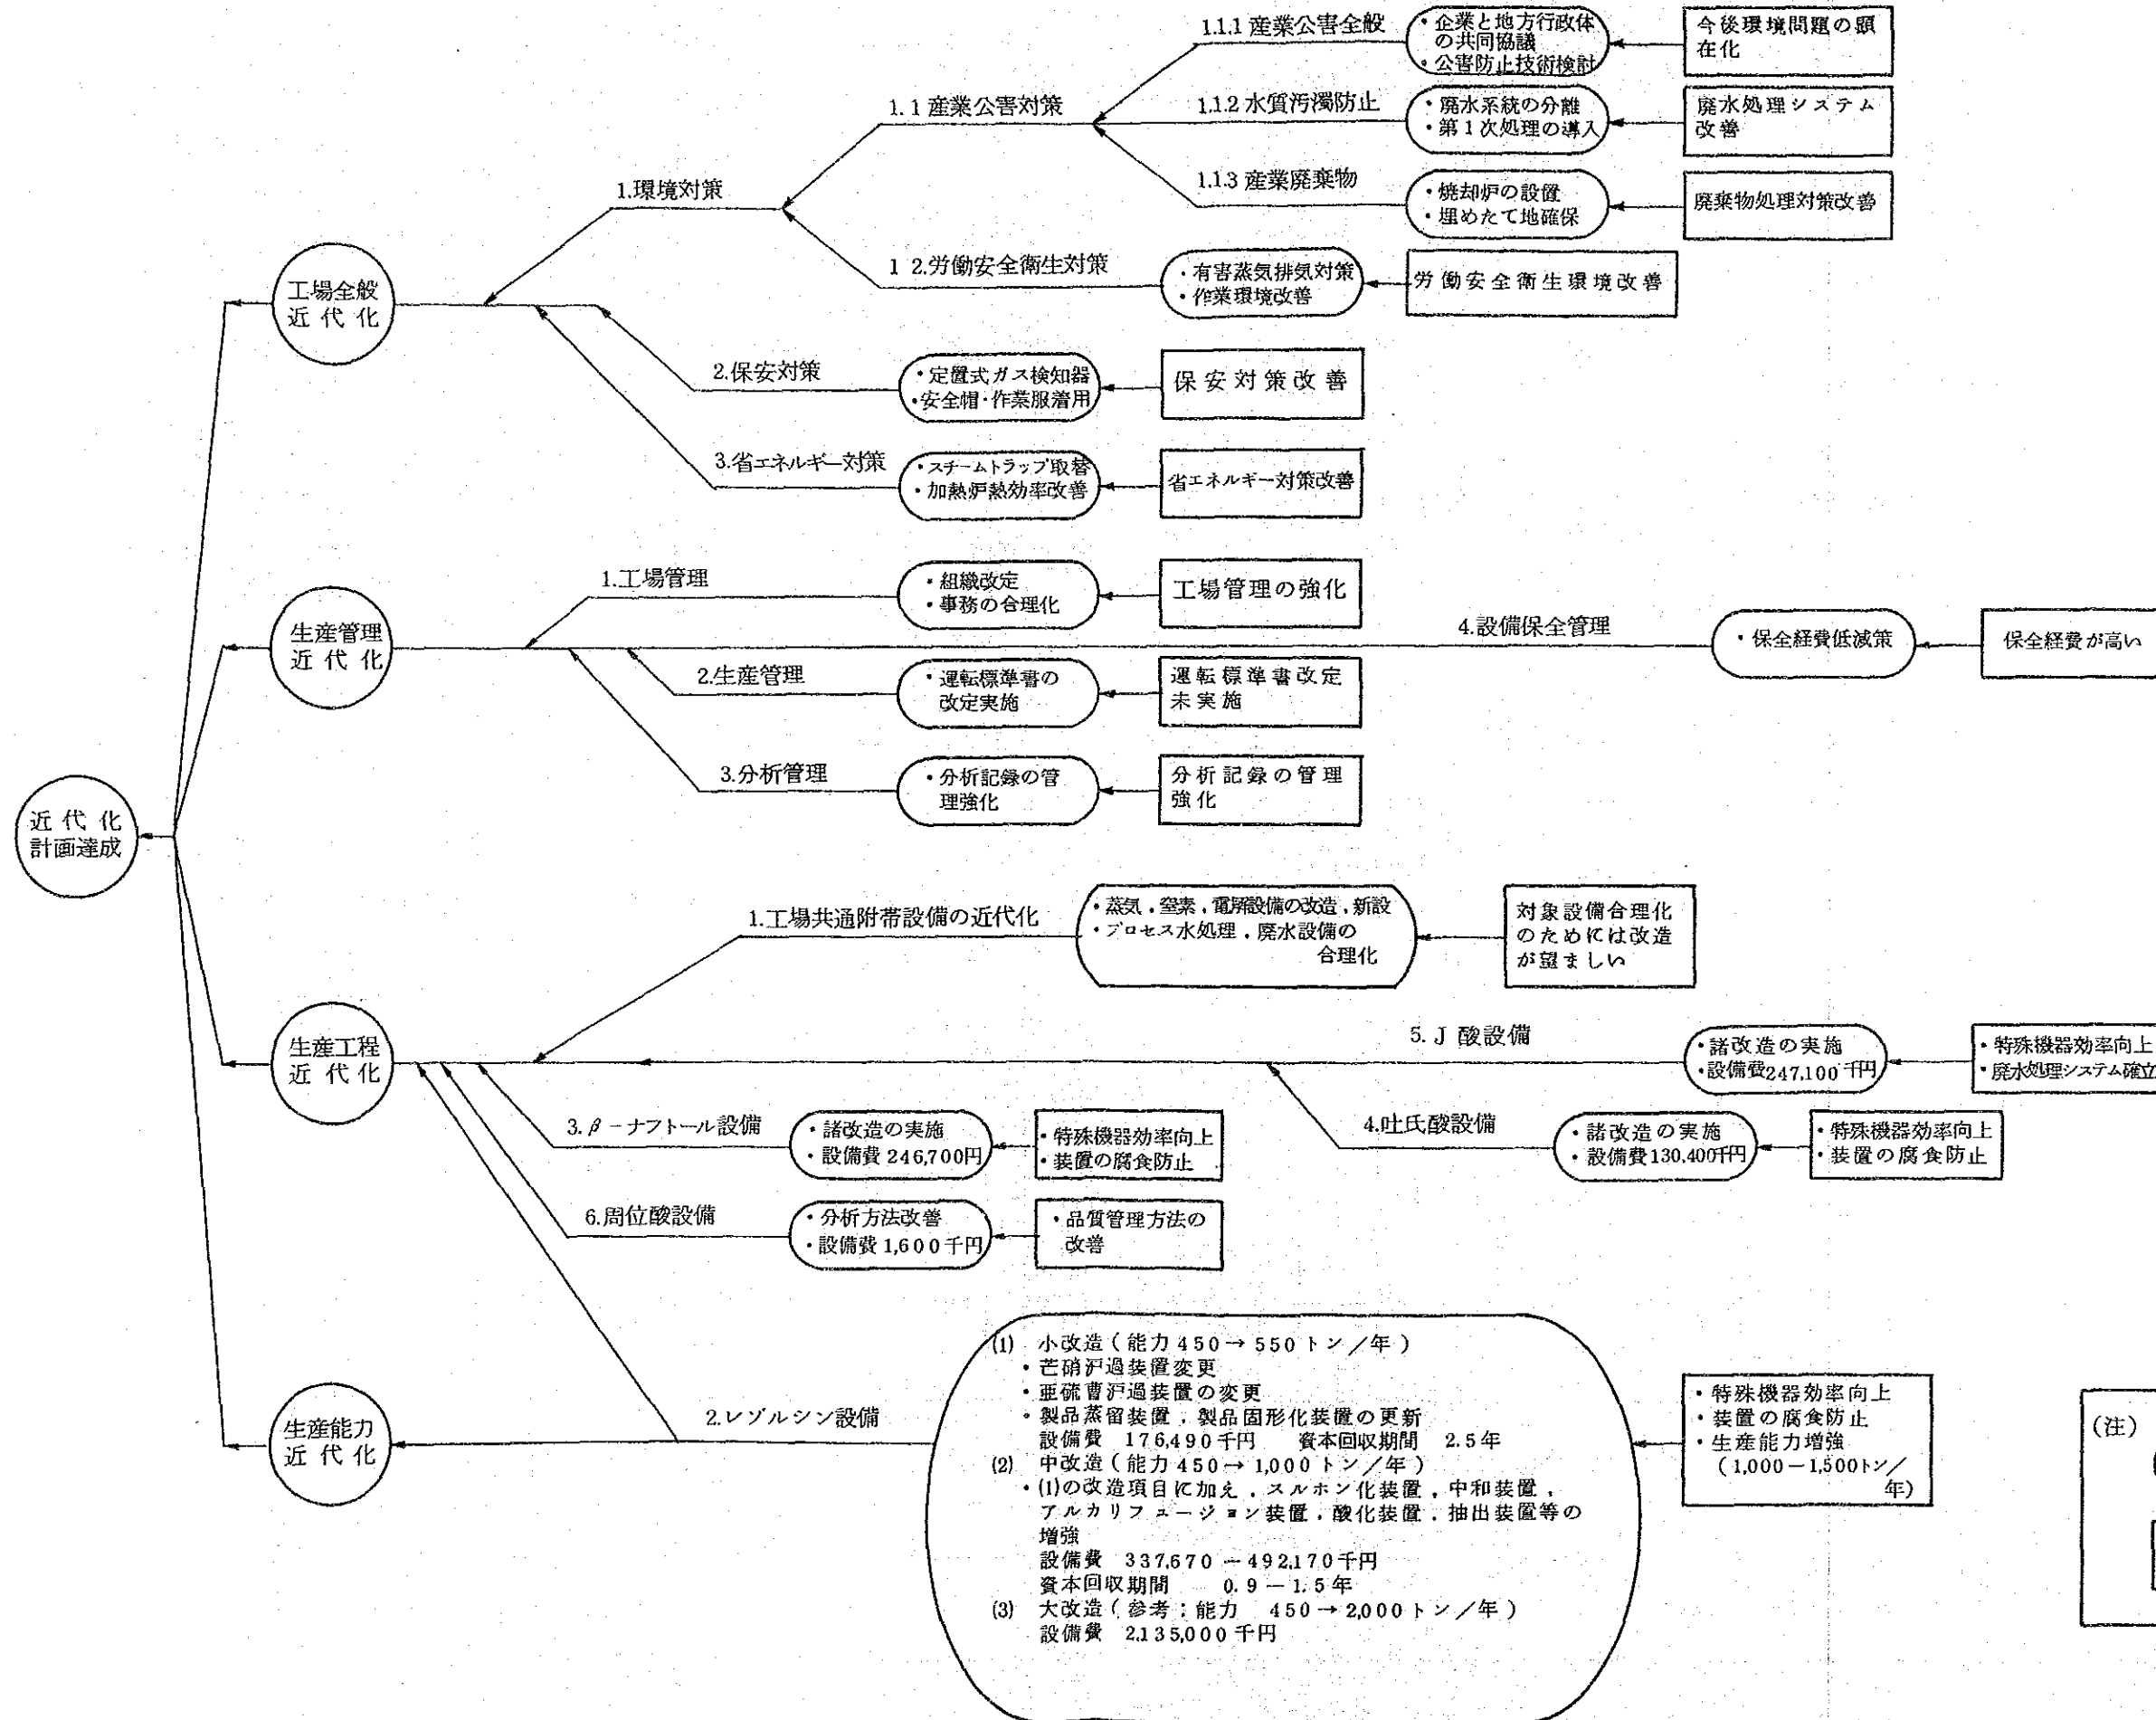 1.1.1 産業公害全般
・企業と地方行政体
の共同協議
・公害防止技術検討
今後環境問題の顕
在化
1.1 産業公害対策
1.1.2 水質汚濁防止
・廃水系統の分離
・第1次処理の導入
廃水処理システム
改善
1.1.3 産業廃棄物
・焼却炉の設置
・埋めたて地確保
廃棄物処理対策改善
1.環境対策
1 2.労働安全衛生対策
・有害蒸気排気対策
・作業環境改善
労働安全衛生環境改善
工場全般
近代化
2.保安対策
・定置式ガス検知器
・安全帽・作業服着用
保安対策改善
3.省エネルギー対策
・スチームトラップ取替
・加熱炉熱効率改善
省エネルギー対策改善
1.工場管理
・組織改定
・事務の合理化
工場管理の強化
生産管理
近代化
4.設備保全管理
・保全経費低減策
保全経費が高い
2.生産管理
・運転標準書の
改定実施
運転標準書改定
未実施
3.分析管理
・分析記録の管
理強化
分析記録の管理
強化
近代化
計画達成
1.工場共通附帯設備の近代化
・蒸気,窒素,電解設備の改造,新設
・プロセス水処理,廃水設備の
合理化
対象設備合理化
のためには改造
が望ましい
生産工程
近代化
5.J酸設備
・諸改造の実施
・設備費247,100千円
・特殊機器効率向上
・廃水処理システム確立
3.β-ナフトール設備
・諸改造の実施
・設備費 246,700円
・特殊機器効率向上
・装置の腐食防止
4.吐氏酸設備
・諸改造の実施
・設備費130,400千円
・特殊機器効率向上
・装置の腐食防止
6.周位酸設備
・分析方法改善
・設備費 1,600千円
・品質管理方法の
改善
生産能力
近代化
2.レゾルシン設備
(1) 小改造(能力 450→550トン/年)
・芒硝沪過装置変更
・亜硫曹沪過装置の変更
・製品蒸留装置,製品固形化装置の更新
設備費 176,490千円 資本回収期間 2.5年
(2) 中改造(能力 450→1,000トン/年)
・(1)の改造項目に加え,スルホン化装置,中和装置,
アルカリフュージョン装置,酸化装置,抽出装置等の
増強
設備費 337,670-492,170千円
資本回収期間 0.9-1.5年
(3) 大改造(参考:能力 450→2,000トン/年)
設備費 2,135,000千円
・特殊機器効率向上
・装置の腐食防止
・生産能力増強
(1,000-1,500トン/
年)
(注)